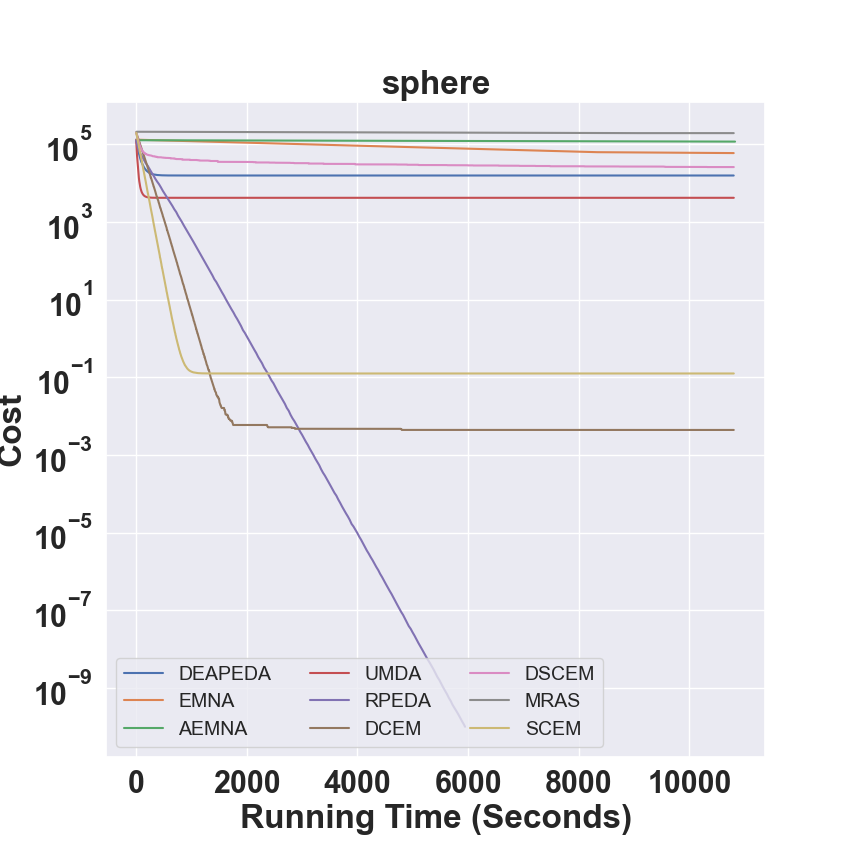 sphere
10^5
10^3
10^1
10^−1
10^−3
10^−5
10^−7
10^−9
Cost
DEAPEDA UMDA DSCEM
EMNA RPEDA MRAS
AEMNA DCEM SCEM
0 2000 4000 6000 8000 10000
Running Time (Seconds)